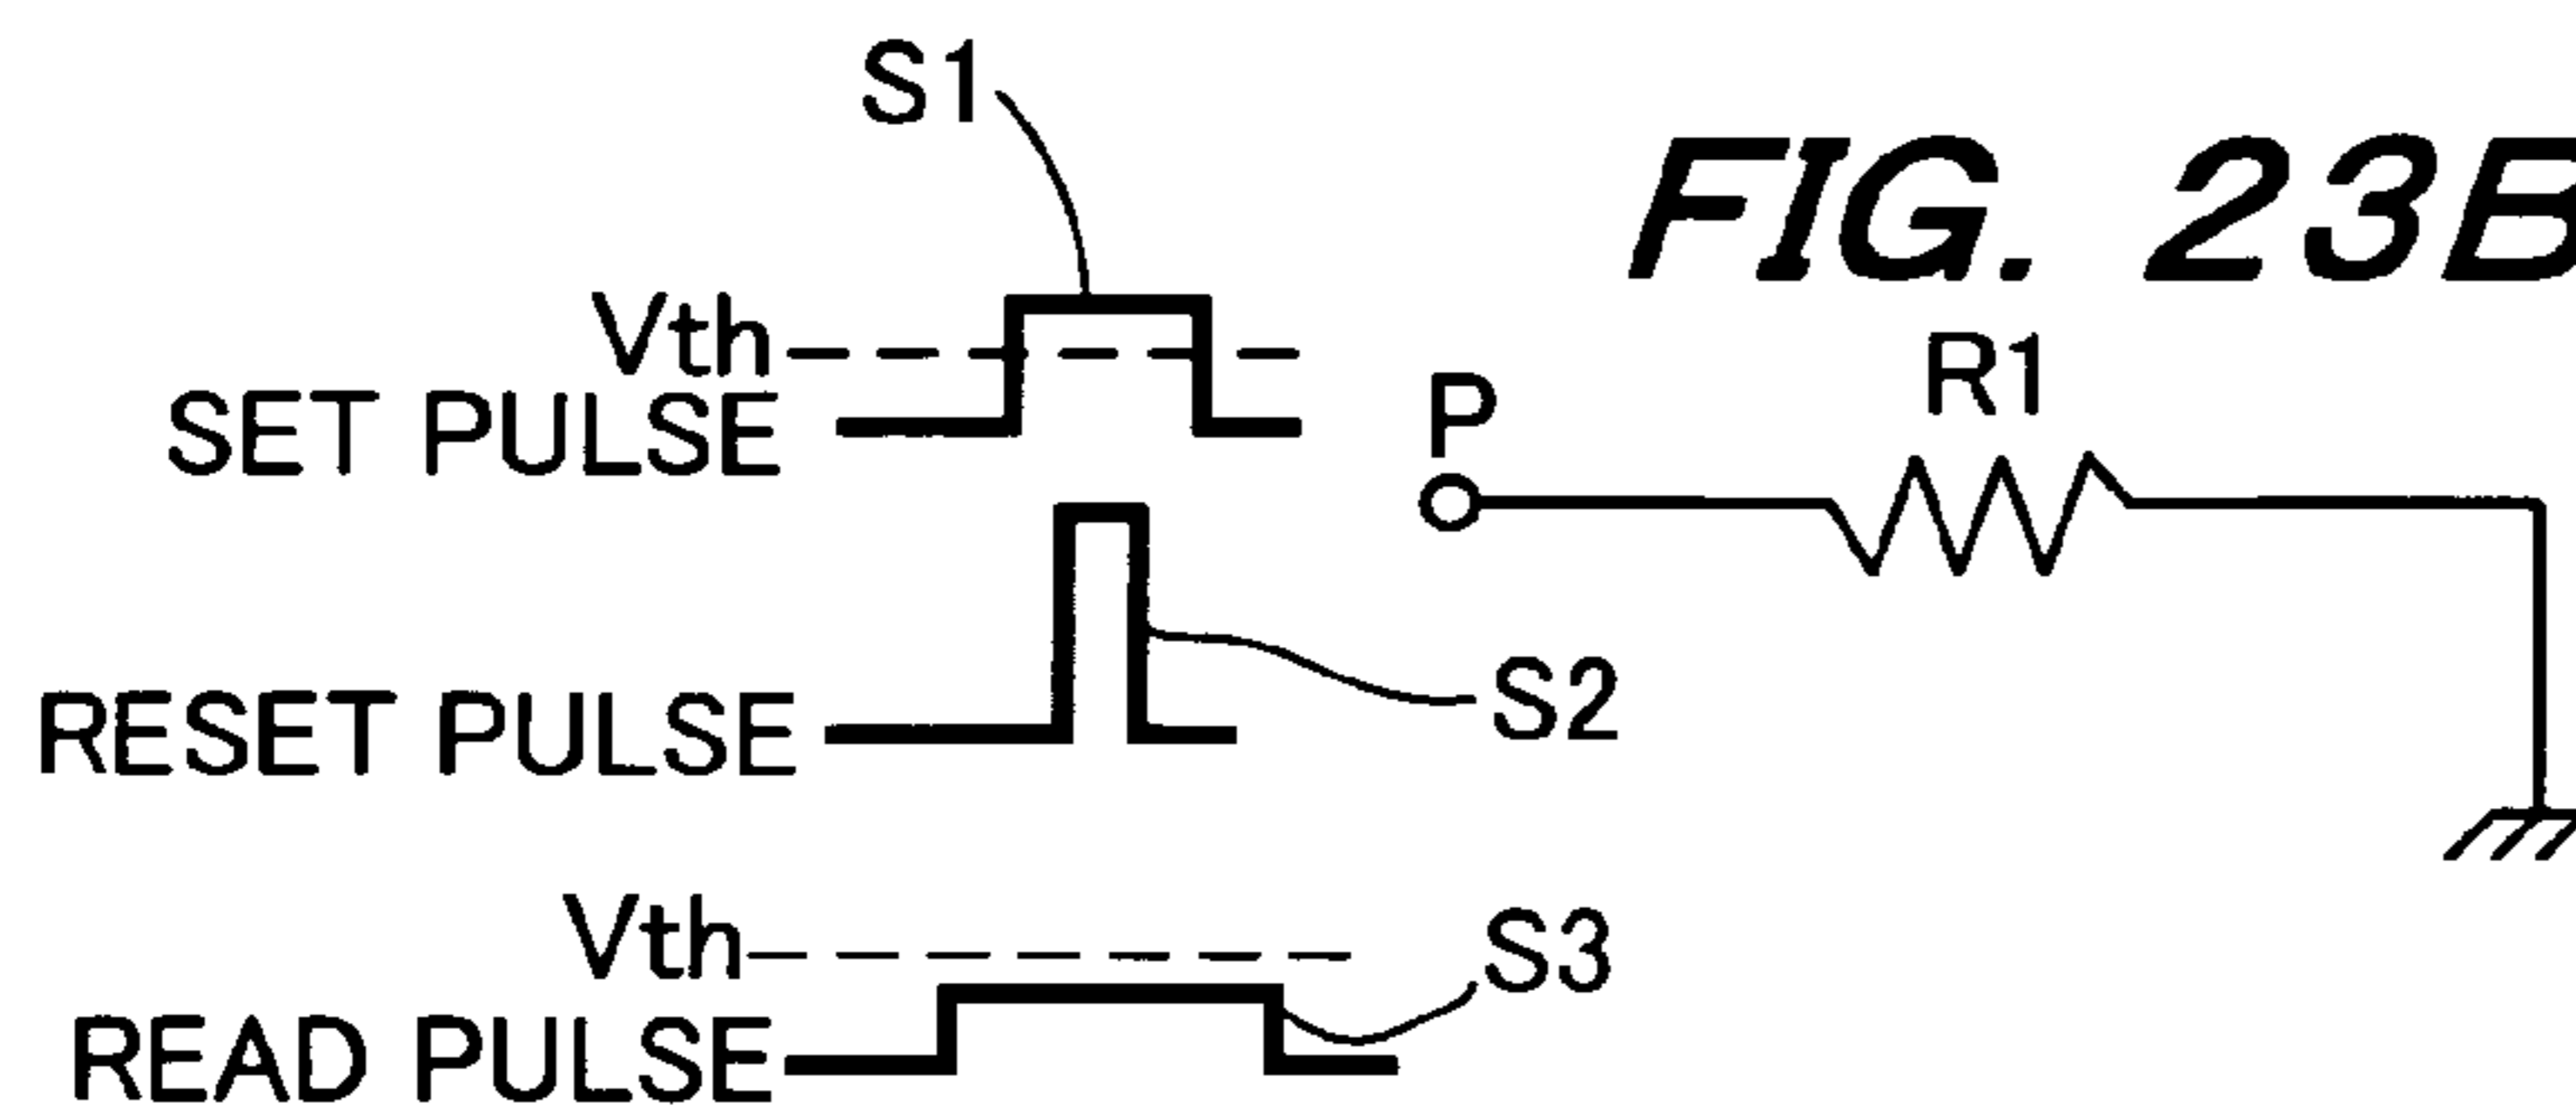 S1
FIG. 23B
Vth
SET PULSE
P
R1
RESET PULSE
S2
Vth
S3
READ PULSE